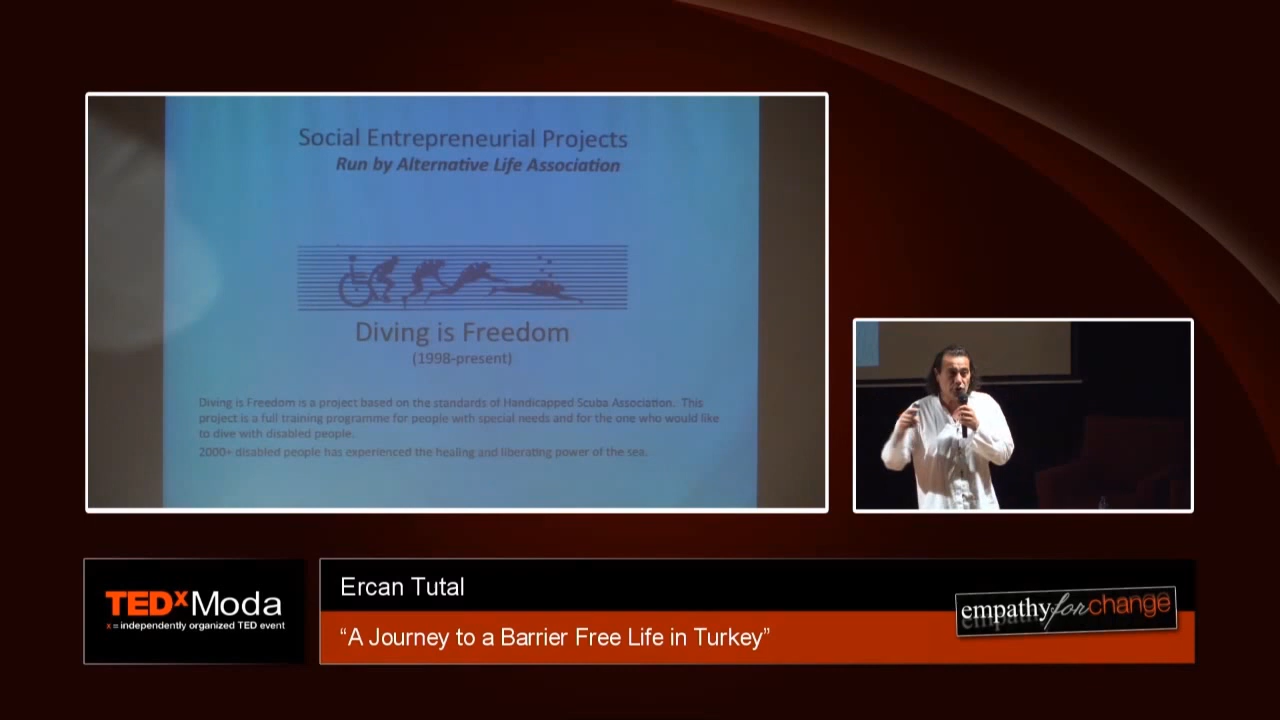 Social Entrepreneurial Projects
Run by Alternative Life Association
Diving is Freedom
(1998-present)
Diving is Freedom is a project based on the standards of Handicapped Scuba Association. This
project is a full training programme for people with special needs and for the one who would like
to dive with disabled people.
2000+ disabled people has experienced the healing and liberating power of the sea.
TEDxModa
x = independently organized TED event
Ercan Tutal
“A Journey to a Barrier Free Life in Turkey”
empathyforchange